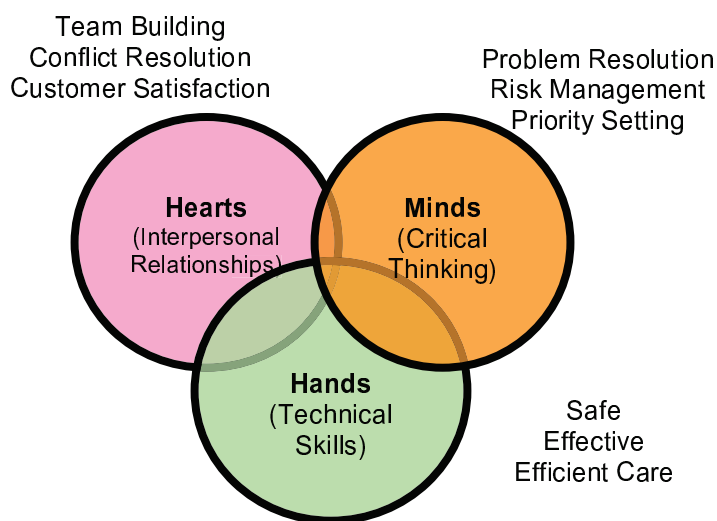 Team Building
Conflict Resolution
Customer Satisfaction
Problem Resolution
Risk Management
Priority Setting
Hearts
(Interpersonal
Relationships)
Minds
(Critical
Thinking)
Hands
(Technical
Skills)
Safe
Effective
Efficient Care